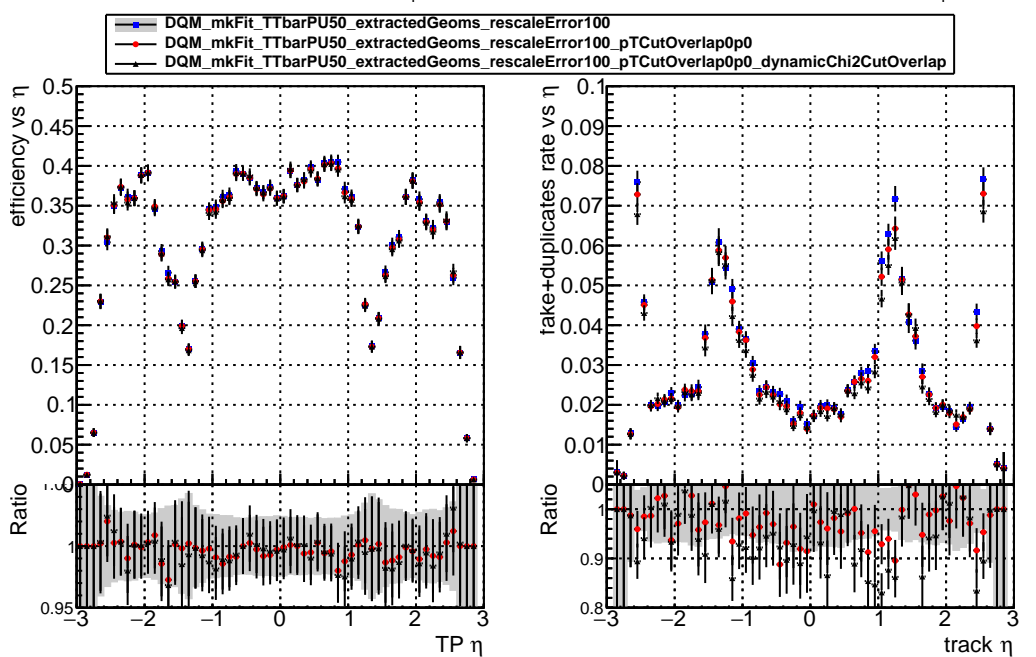 DQM_mkFit_TTbarPU50_extractedGeoms_rescaleError100
DQM_mkFit_TTbarPU50_extractedGeoms_rescaleError100_pTCutOverlap0p0
DQM_mkFit_TTbarPU50_extractedGeoms_rescaleError100_pTCutOverlap0p0_dynamicChi2CutOverlap
efficiency vs η
0.5
0.45
0.4
0.35
0.3
0.25
0.2
0.15
0.1
0.05
0
Ratio
1
0.95
−3 −2 −1 0 1 2 3
TP η
fake+duplicates rate vs η
0.1
0.09
0.08
0.07
0.06
0.05
0.04
0.03
0.02
0.01
0
Ratio
1
0.9
0.8
−3 −2 −1 0 1 2 3
track η